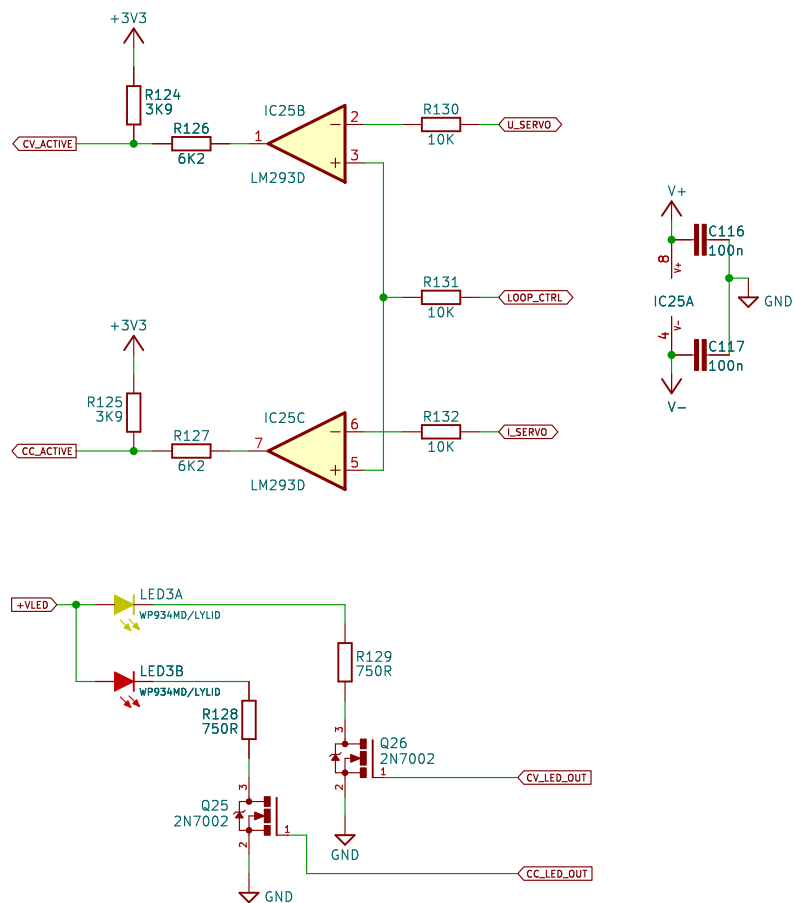 +3V3
R124
3K9
R126
6K2
CV_ACTIVE
1
IC25B
LM293D
2
3
R130
10K
U_SERVO
R131
10K
LOOP_CTRL
V+
C116
100n
8
V+
IC25A
GND
4
V-
C117
100n
V-
+3V3
R125
3K9
R127
6K2
CC_ACTIVE
7
IC25C
LM293D
6
5
R132
10K
I_SERVO
+VLED
LED3A
WP934MD/LYLID
LED3B
WP934MD/LYLID
R129
750R
R128
750R
3
Q26
2N7002
1
2
CV_LED_OUT
GND
3
Q25
2N7002
1
2
CC_LED_OUT
GND